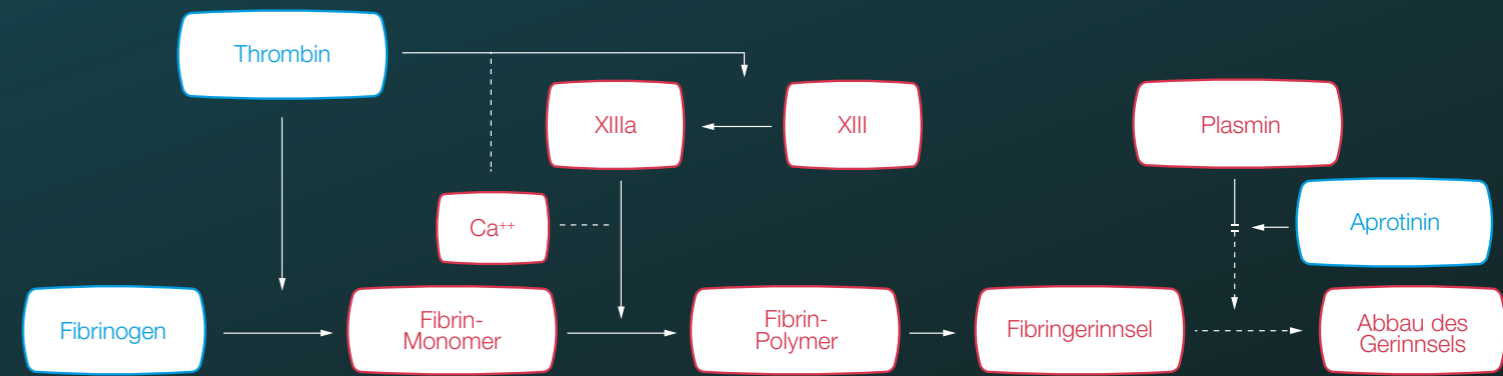 Thrombin
XIIIa
XIII
Plasmin
Ca++
Aprotinin
Fibrinogen
Fibrin-
Monomer
Fibrin-
Polymer
Fibringerinnsel
Abbau des
Gerinnsels